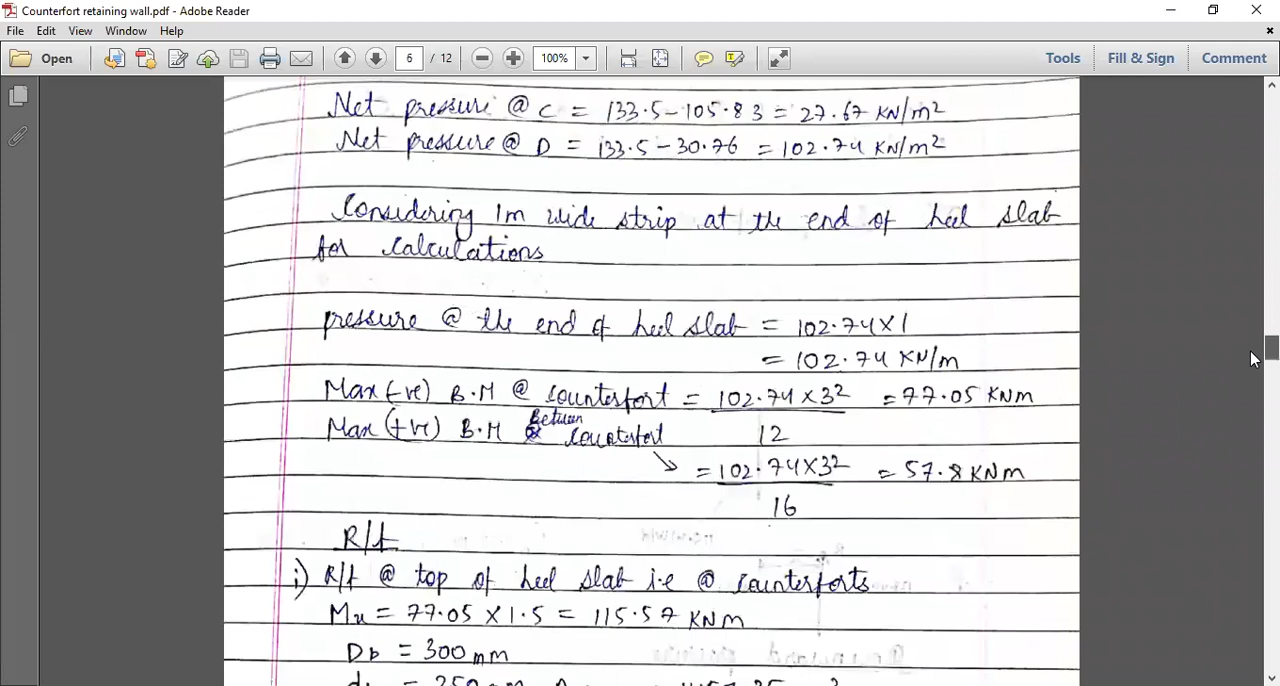 Counterfort retaining wall.pdf - Adobe Reader
File Edit View Window Help
Open 6 / 12 100% Tools Fill & Sign Comment
Net pressure @ C = 133.5-105.83 = 27.67 KN/m²
Net pressure @ D = 133.5-30.76 = 102.74 KN/m²
Considering 1m wide strip at the end of heel slab
for calculations
pressure @ the end of heel slab = 102.74×1
= 102.74 KN/m
Max (-ve) B.M @ counterfort = 102.74×3² = 77.05 KNm
12
Max (+ve) B.M Between counterfort
= 102.74×3² = 57.8 KNm
16
R/f
i) R/f @ top of heel slab i.e @ counterforts
Mu = 77.05 × 1.5 = 115.57 KNm
Db = 300mm